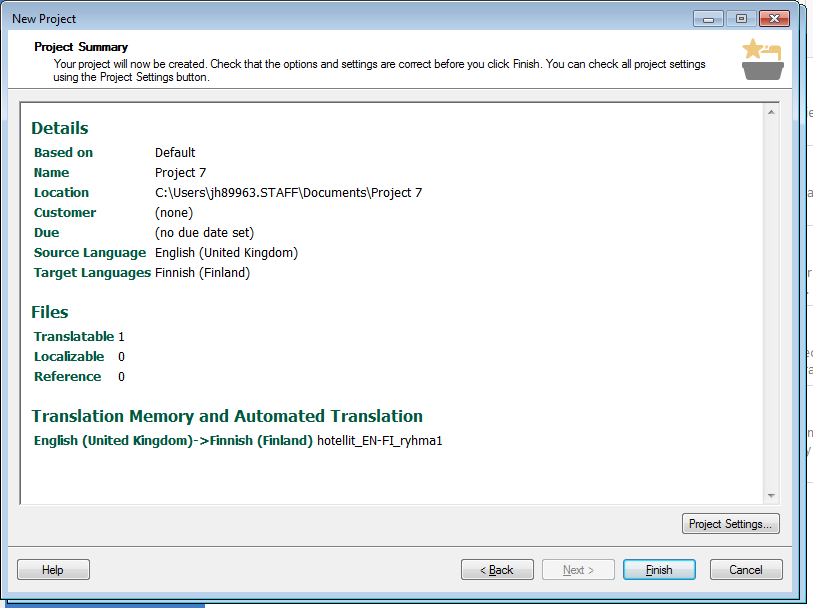 New Project
Project Summary
Your project will now be created. Check that the options and settings are correct before you click Finish. You can check all project settings
using the Project Settings button.
Details
Based on Default
Name Project 7
Location C:\Users\jh89963.STAFF\Documents\Project 7
Customer (none)
Due (no due date set)
Source Language English (United Kingdom)
Target Languages Finnish (Finland)
Files
Translatable 1
Localizable 0
Reference 0
Translation Memory and Automated Translation
English (United Kingdom)->Finnish (Finland) hotellit_EN-FI_ryhma1
Project Settings...
Help < Back Next > Finish Cancel